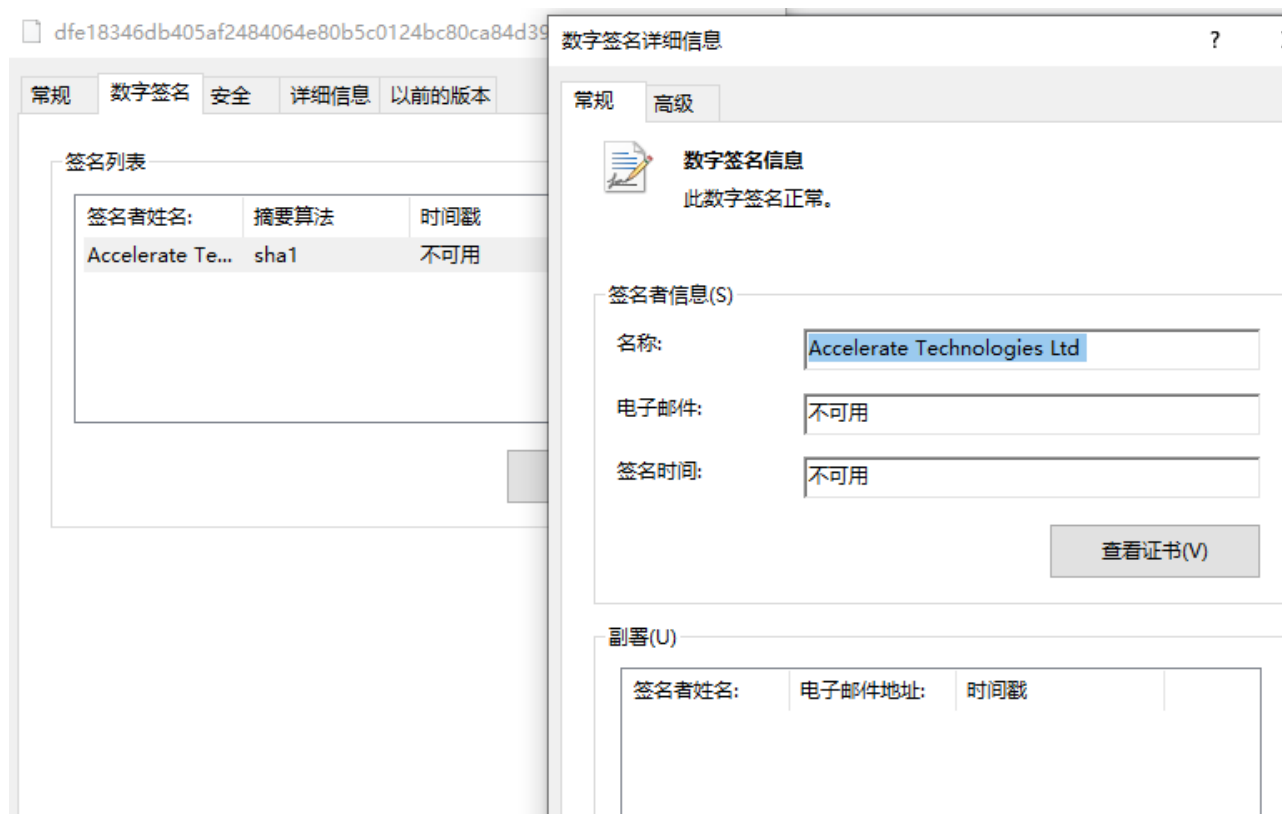 dfe18346db405af2484064e80b5c0124bc80ca84d39
常规 数字签名 安全 详细信息 以前的版本
签名列表
签名者姓名: 摘要算法 时间戳
Accelerate Te... sha1 不可用
数字签名详细信息 ?
常规 高级
数字签名信息
此数字签名正常。
签名者信息(S)
名称: Accelerate Technologies Ltd
电子邮件: 不可用
签名时间: 不可用
查看证书(V)
副署(U)
签名者姓名: 电子邮件地址: 时间戳